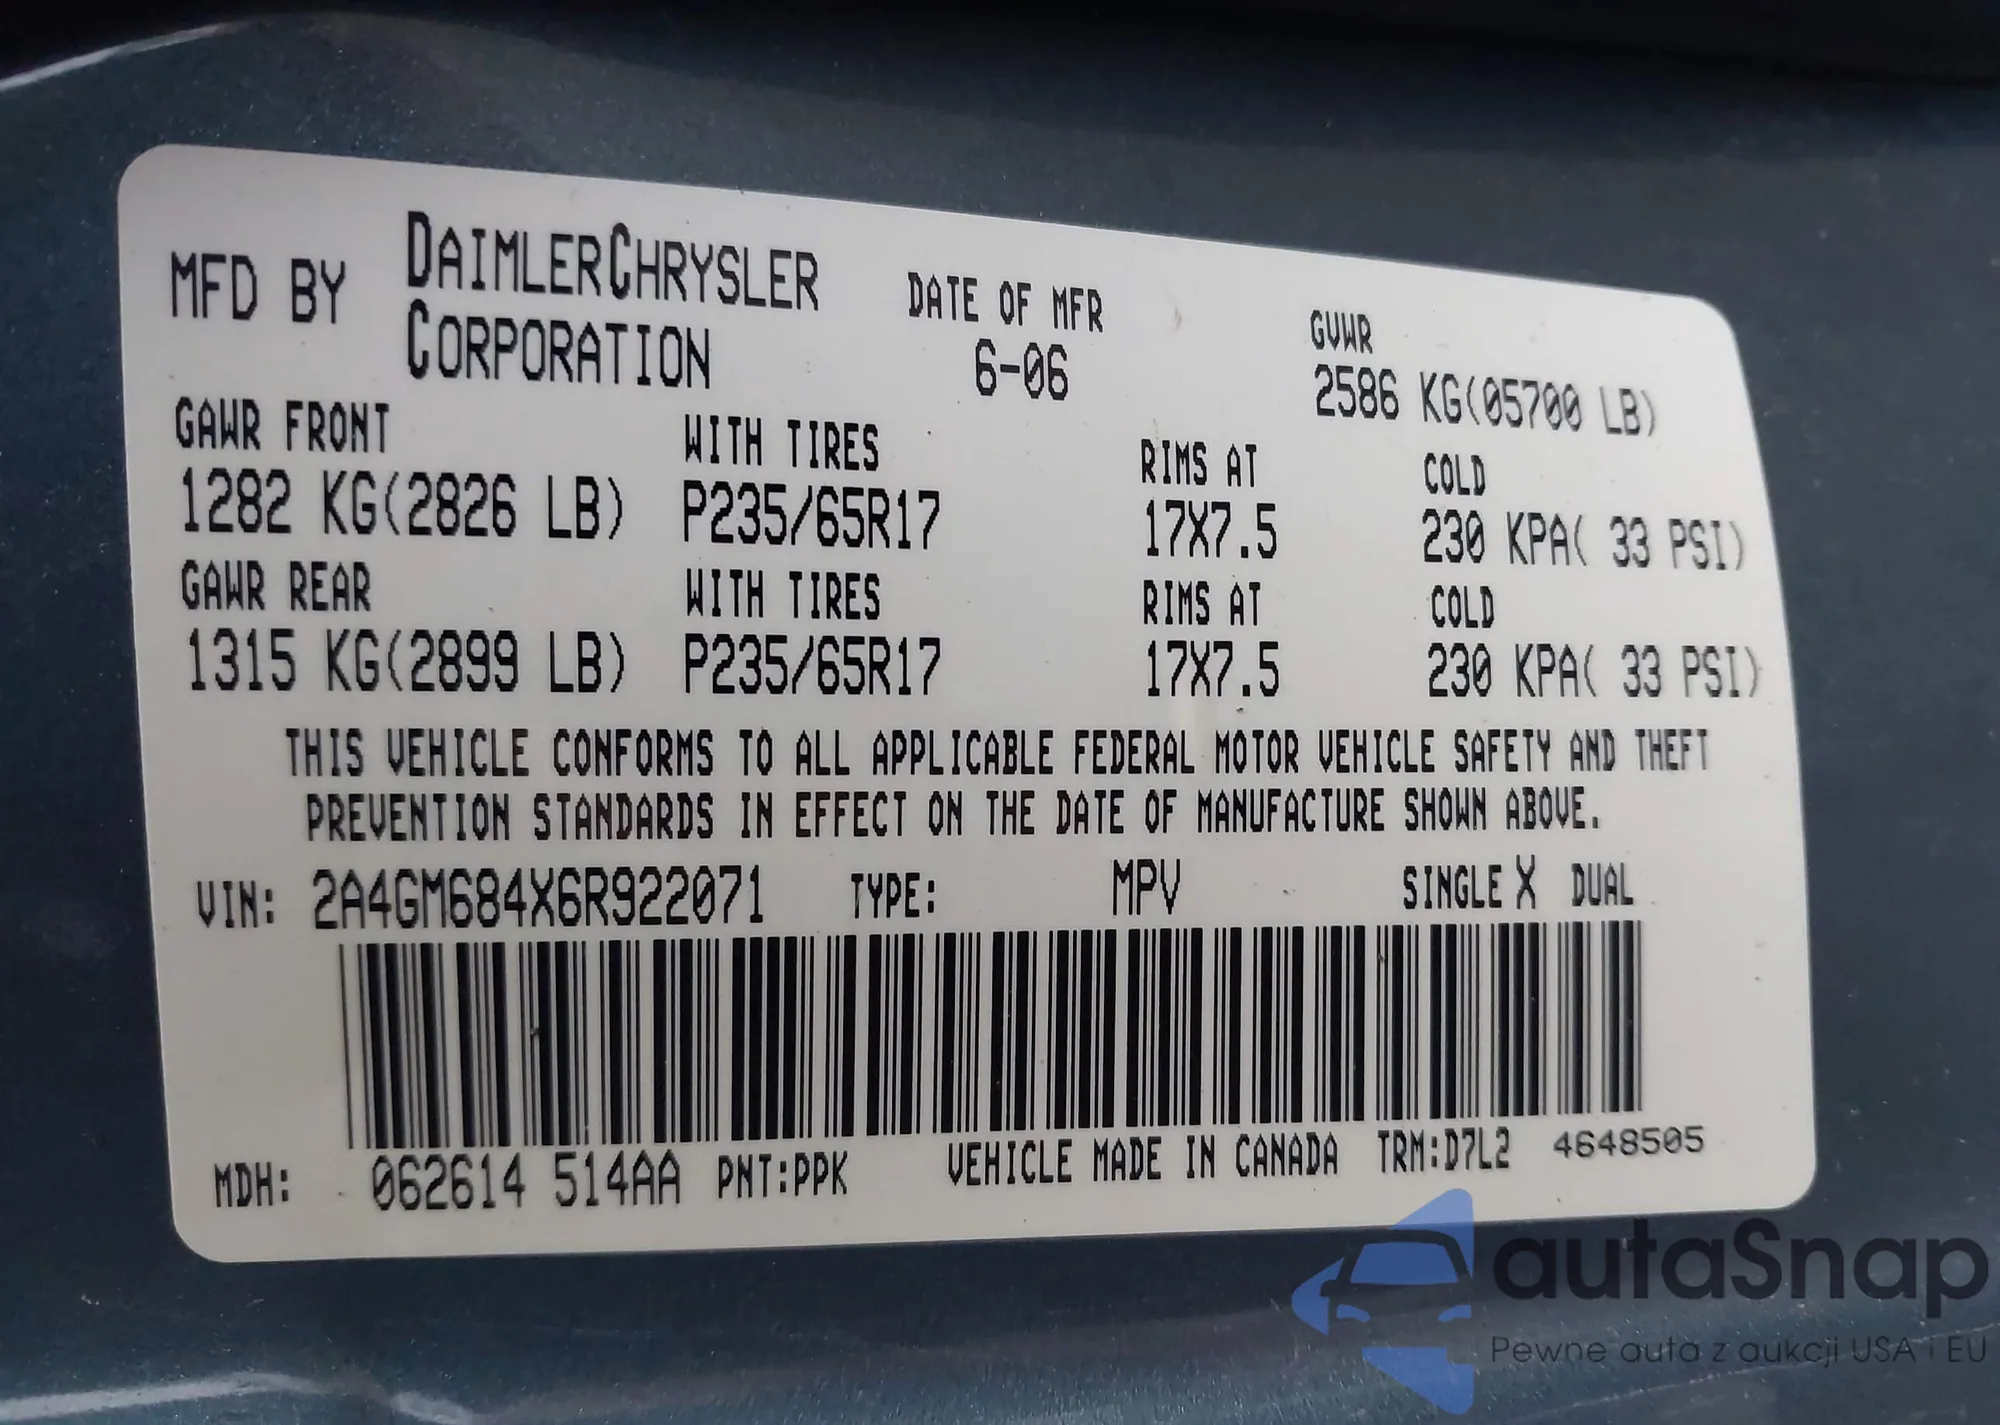 MFD BY DAIMLERCHRYSLER CORPORATION
DATE OF MFR
6-06
GVWR
2586 KG(05700 LB)
GAWR FRONT WITH TIRES RIMS AT COLD
1282 KG(2826 LB) P235/65R17 17X7.5 230 KPA( 33 PSI)
GAWR REAR WITH TIRES RIMS AT COLD
1315 KG(2899 LB) P235/65R17 17X7.5 230 KPA( 33 PSI)
THIS VEHICLE CONFORMS TO ALL APPLICABLE FEDERAL MOTOR VEHICLE SAFETY AND THEFT
PREVENTION STANDARDS IN EFFECT ON THE DATE OF MANUFACTURE SHOWN ABOVE.
VIN: 2A4GM684X6R922071 TYPE: MPV SINGLE X DUAL
MDH: 062614 514AA PNT:PPK VEHICLE MADE IN CANADA TRM:D7L2 4648505
autaSnap
Pewne auta z aukcji USA i EU